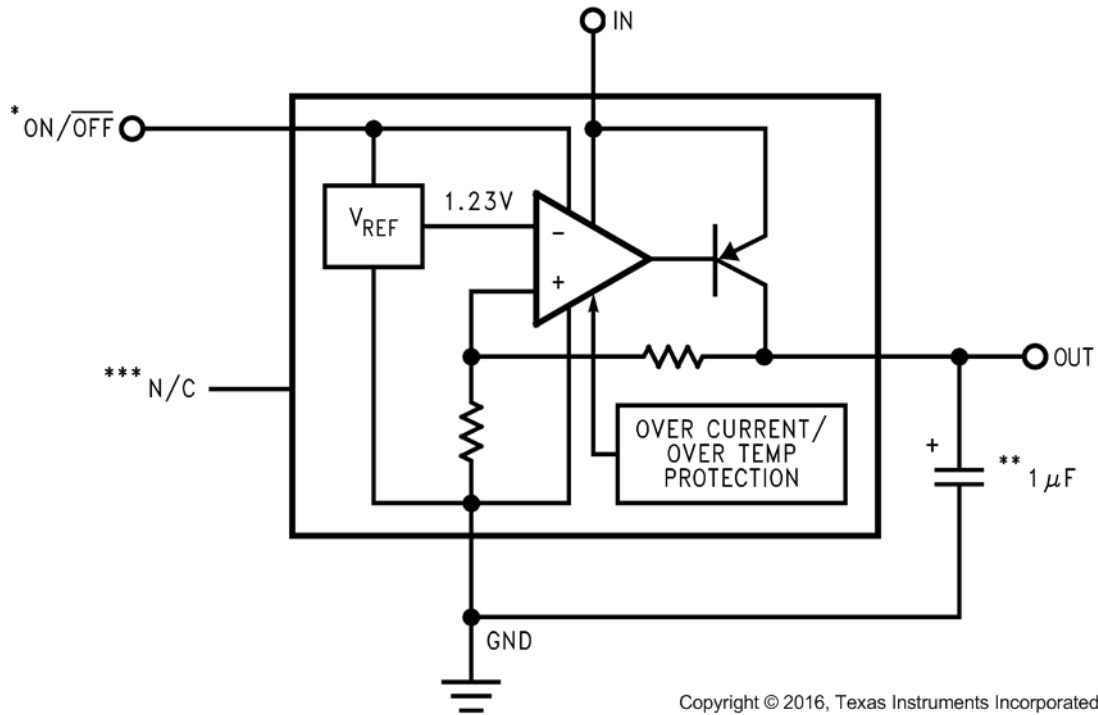 IN
* ON/OFF
1.23V
VREF
−
+
*** N/C
OUT
OVER CURRENT/
OVER TEMP
PROTECTION
+
** 1 μF
GND
Copyright © 2016, Texas Instruments Incorporated